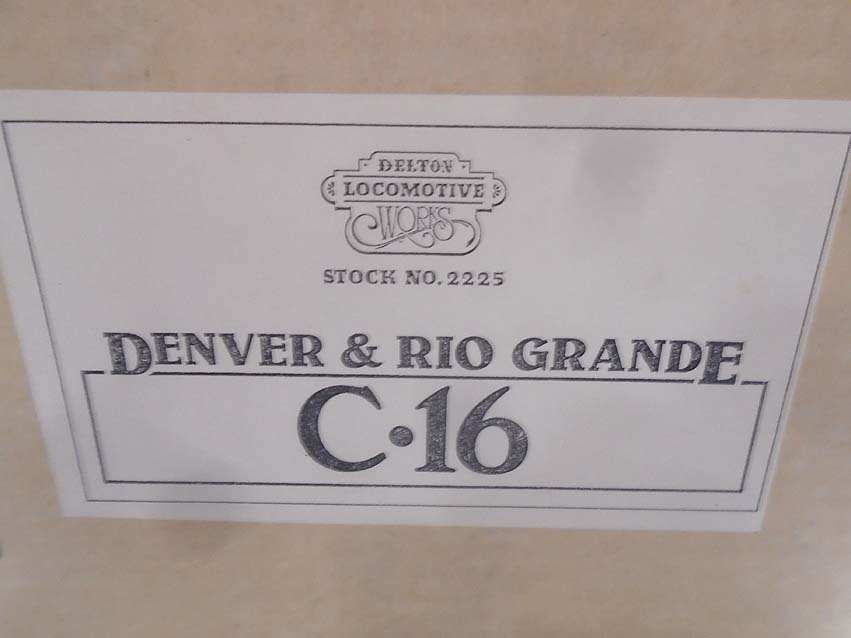 DELTON
LOCOMOTIVE
WORKS
STOCK NO. 2225
DENVER & RIO GRANDE
C·16